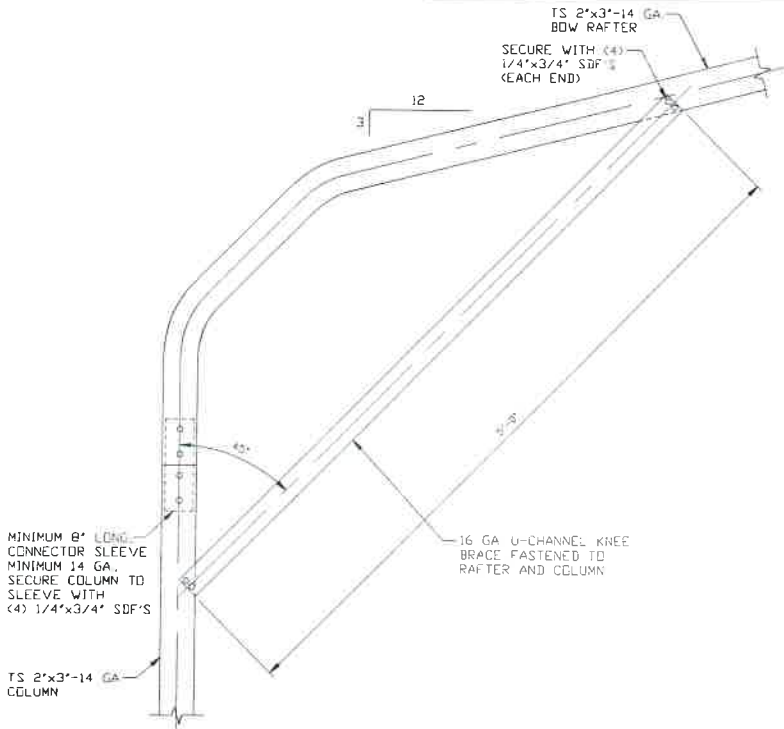 TS 2"x3"-14 GA
BOW RAFTER
SECURE WITH (4)
1/4"x3/4" SDF'S
(EACH END)
12
3
45°
MINIMUM 8" LONG,
CONNECTOR SLEEVE
MINIMUM 14 GA.,
SECURE COLUMN TO
SLEEVE WITH
(4) 1/4"x3/4" SDF'S
16 GA U-CHANNEL KNEE
BRACE FASTENED TO
RAFTER AND COLUMN
TS 2"x3"-14 GA
COLUMN